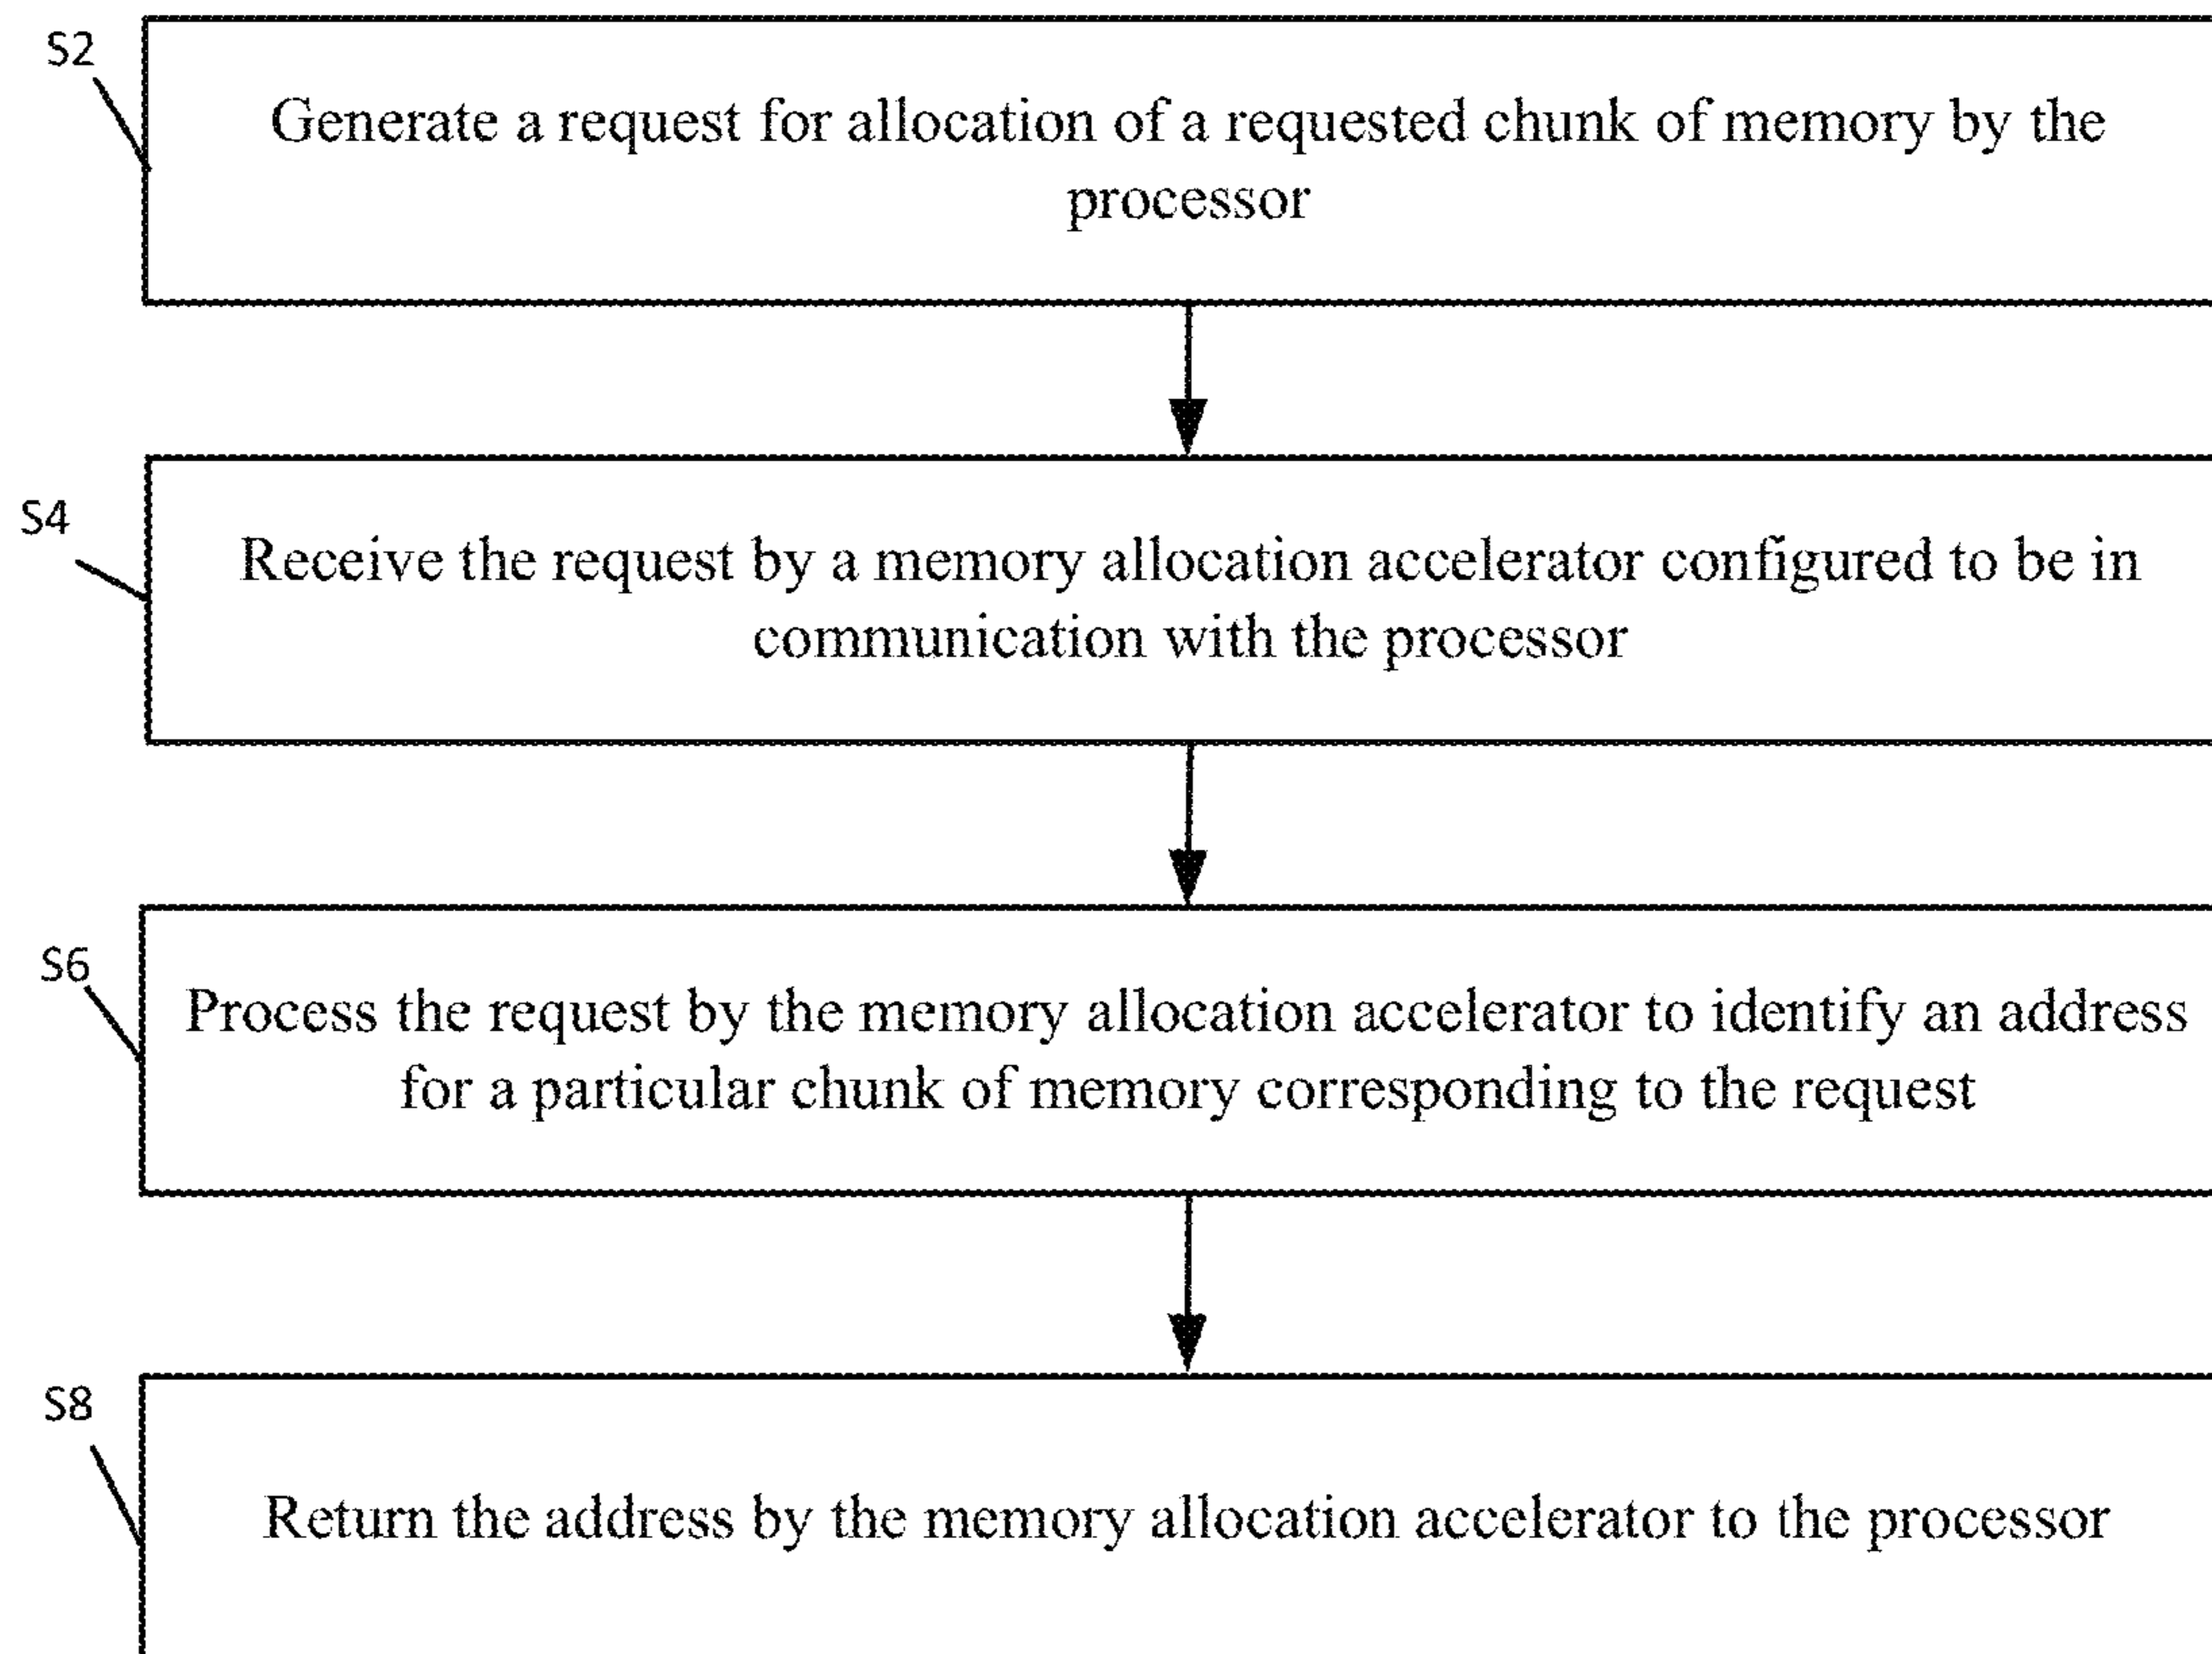 S2
Generate a request for allocation of a requested chunk of memory by the
processor
S4
Receive the request by a memory allocation accelerator configured to be in
communication with the processor
S6
Process the request by the memory allocation accelerator to identify an address
for a particular chunk of memory corresponding to the request
S8
Return the address by the memory allocation accelerator to the processor